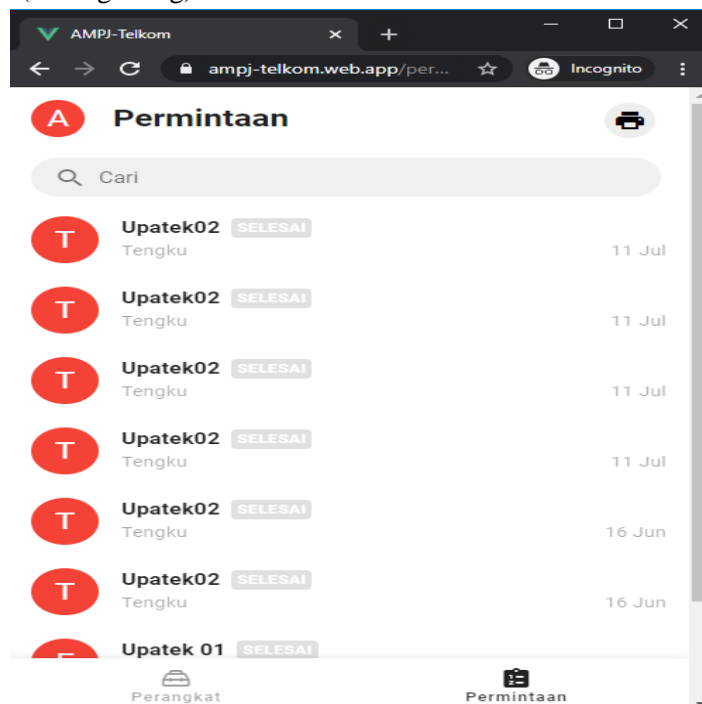 AMPJ-Telkom
ampj-telkom.web.app/per... Incognito
A Permintaan
Cari
T Upatek02 SELESAI
Tengku 11 Jul
T Upatek02 SELESAI
Tengku 11 Jul
T Upatek02 SELESAI
Tengku 11 Jul
T Upatek02 SELESAI
Tengku 11 Jul
T Upatek02 SELESAI
Tengku 16 Jun
T Upatek02 SELESAI
Tengku 16 Jun
Upatek 01 SELESAI
Perangkat Permintaan